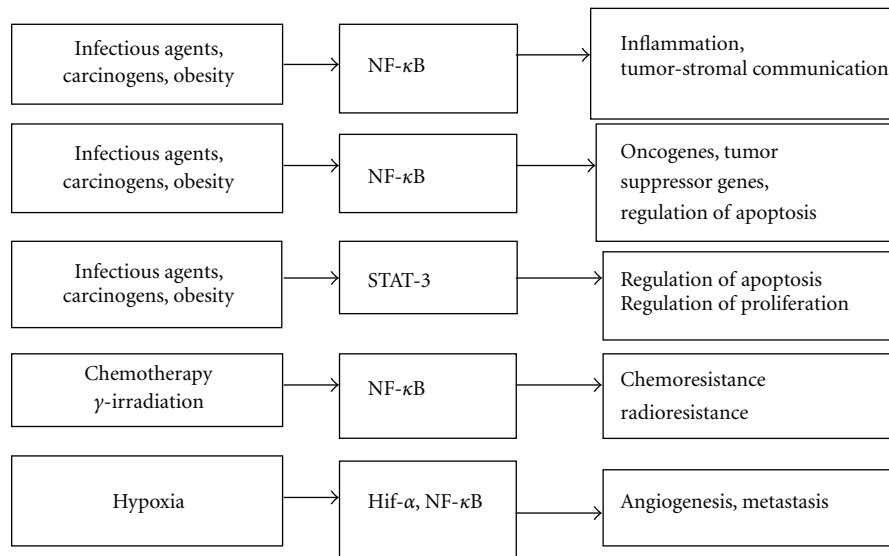 Infectious agents,
carcinogens, obesity
NF-κB
Inflammation,
tumor-stromal communication
Infectious agents,
carcinogens, obesity
NF-κB
Oncogenes, tumor
suppressor genes,
regulation of apoptosis
Infectious agents,
carcinogens, obesity
STAT-3
Regulation of apoptosis
Regulation of proliferation
Chemotherapy
γ-irradiation
NF-κB
Chemoresistance
radioresistance
Hypoxia
Hif-α, NF-κB
Angiogenesis, metastasis